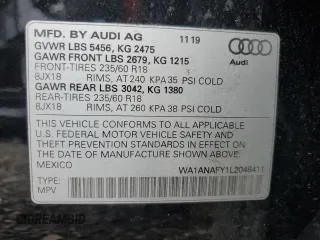 MFD. BY AUDI AG 11 19
GVWR LBS 5456, KG 2475
GAWR FRONT LBS 2679, KG 1215
FRONT-TIRES 235/60 R18
8JX18 RIMS, AT 240 KPA 35 PSI COLD
GAWR REAR LBS 3042, KG 1380
REAR-TIRES 235/60 R18
8JX18 RIMS, AT 260 KPA 38 PSI COLD
THIS VEHICLE CONFORMS TO ALL APPLICABLE
U.S. FEDERAL MOTOR VEHICLE SAFETY STANDARDS
IN EFFECT ON THE DATE OF MANUFACTURE SHOWN ABOVE.
MEXICO
TYPE: WA1ANAFY1L2048411
MPV
Audi